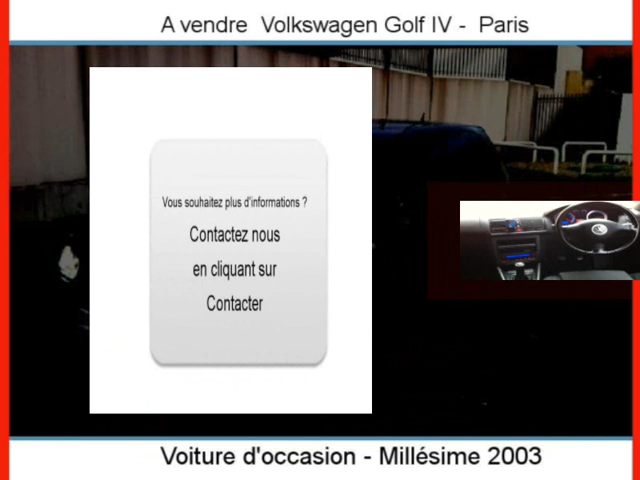 A vendre Volkswagen Golf IV - Paris
Vous souhaitez plus d'informations ?
Contactez nous
en cliquant sur
Contacter
Voiture d'occasion - Millésime 2003